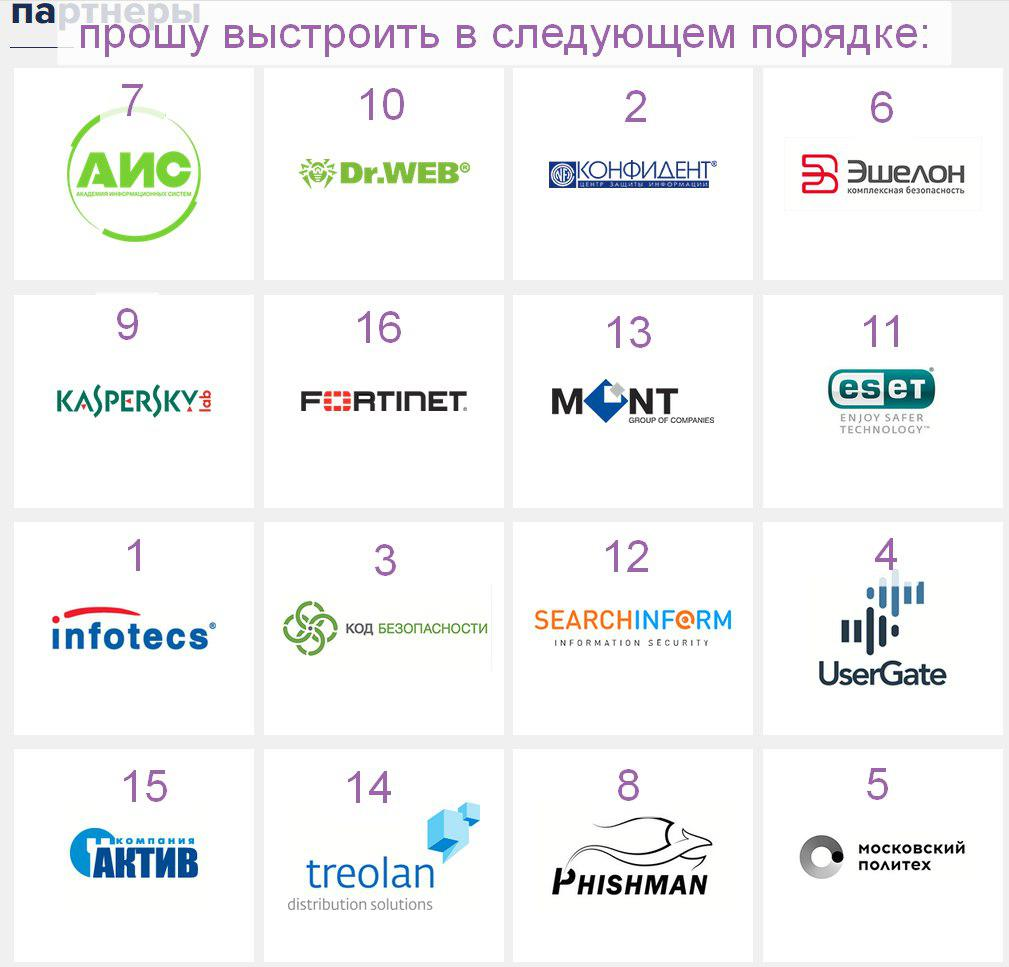 партнеры
прошу выстроить в следующем порядке:
7
АИС
АКАДЕМИЯ ИНФОРМАЦИОННЫХ СИСТЕМ
10
Dr.WEB®
2
КОНФИДЕНТ®
ЦЕНТР ЗАЩИТЫ ИНФОРМАЦИИ
6
Эшелон
комплексная безопасность
9
KASPERSKY lab
16
FORTINET®
13
MONT
GROUP OF COMPANIES
11
eseT®
ENJOY SAFER
TECHNOLOGY™
1
infotecs®
3
КОД БЕЗОПАСНОСТИ
12
SEARCHINFORM
INFORMATION SECURITY
4
UserGate
15
КОМПАНИЯ
АКТИВ
14
treolan
distribution solutions
8
PHISHMAN
5
МОСКОВСКИЙ
ПОЛИТЕХ